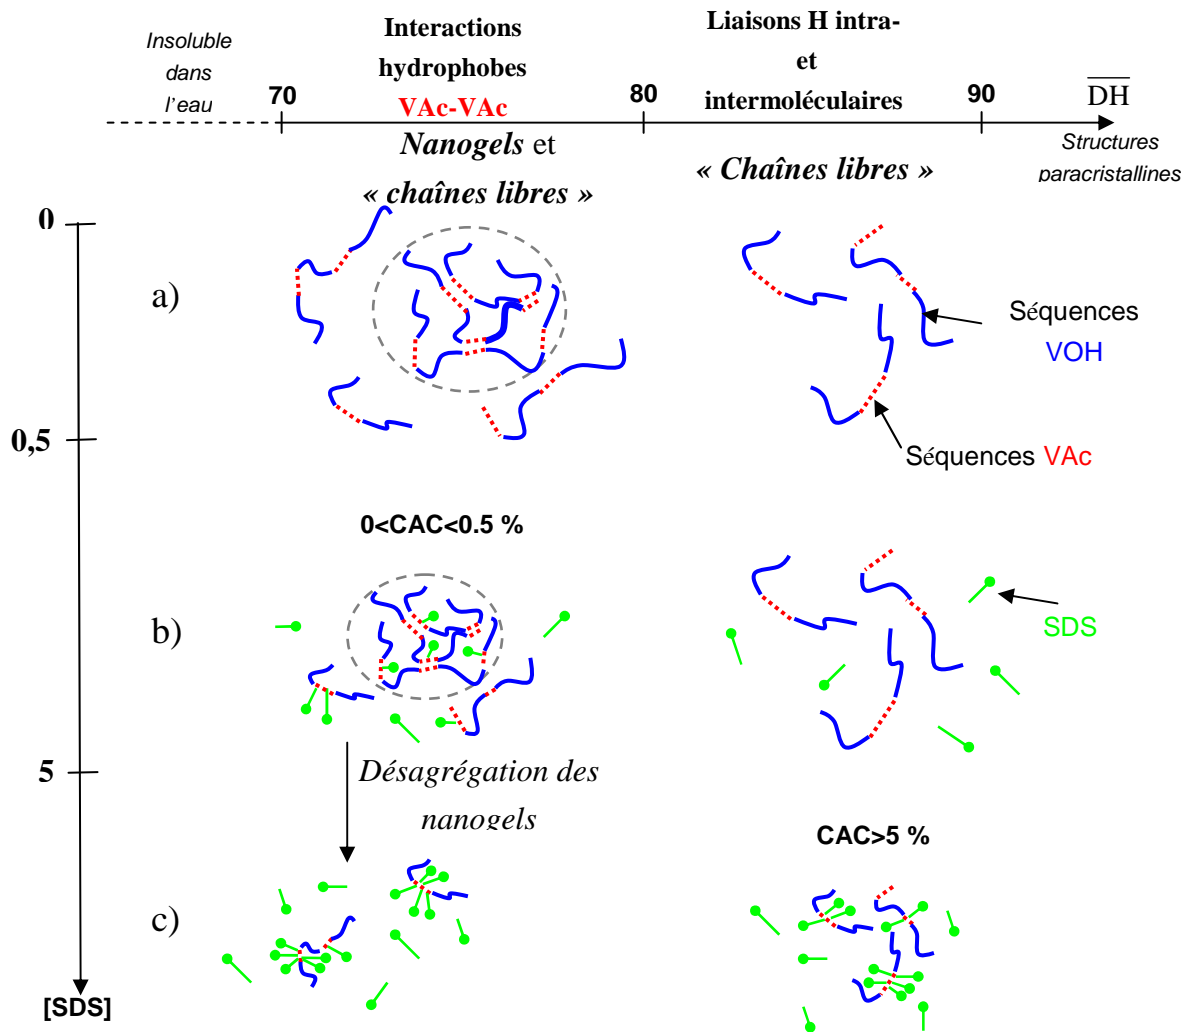 Insoluble
dans
l'eau
Interactions
hydrophobes
VAc-VAc
Liaisons H intra-
et
intermoléculaires
70
80
90
DH
Nanogels et
« chaînes libres »
« Chaînes libres »
Structures
paracristallines
0
a)
Séquences
VOH
0,5
Séquences VAc
0<CAC<0.5 %
b)
SDS
5
Désagrégation des
nanogels
CAC>5 %
c)
[SDS]